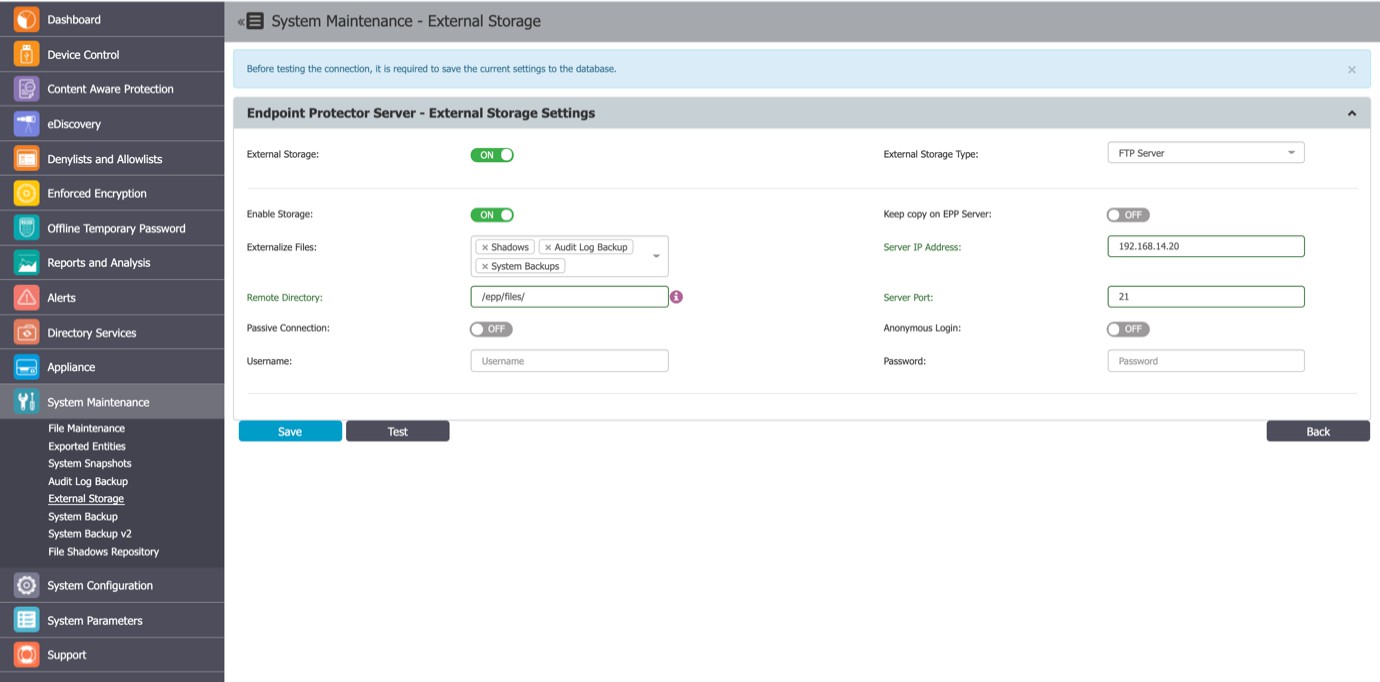 Dashboard
Device Control
Content Aware Protection
eDiscovery
Denylists and Allowlists
Enforced Encryption
Offline Temporary Password
Reports and Analysis
Alerts
Directory Services
Appliance
System Maintenance
File Maintenance
Exported Entities
System Snapshots
Audit Log Backup
External Storage
System Backup
System Backup v2
File Shadows Repository
System Configuration
System Parameters
Support
« System Maintenance - External Storage
Before testing the connection, it is required to save the current settings to the database. ×
Endpoint Protector Server - External Storage Settings
External Storage: ON External Storage Type: FTP Server
Enable Storage: ON Keep copy on EPP Server: OFF
Externalize Files: × Shadows × Audit Log Backup Server IP Address: 192.168.14.20
× System Backups
Remote Directory: /epp/files/ i Server Port: 21
Passive Connection: OFF Anonymous Login: OFF
Username: Username Password: Password
Save Test Back